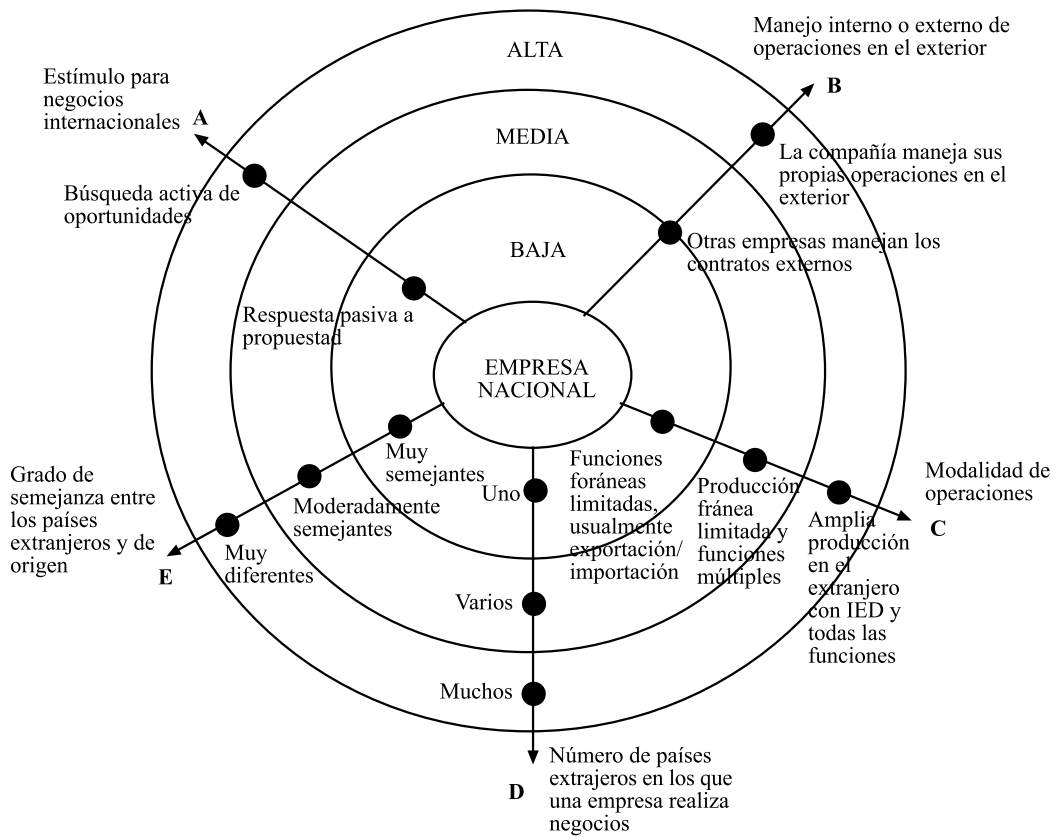 ALTA
MEDIA
BAJA
EMPRESA
NACIONAL
Estímulo para
negocios
internacionales
A
Búsqueda activa de
oportunidades
Respuesta pasiva a
propuestad
Manejo interno o externo de
operaciones en el exterior
B
La compañía maneja sus
propias operaciones en el
exterior
Otras empresas manejan los
contratos externos
Modalidad de
operaciones
C
Funciones
foráneas
limitadas,
usualmente
exportación/
importación
Producción
fránea
limitada y
funciones
múltiples
Amplia
producción
en el
extranjero
con IED y
todas las
funciones
Uno
Varios
Muchos
D
Número de países
extrajeros en los que
una empresa realiza
negocios
Grado de
semejanza entre
los países
extranjeros y de
origen
E
Muy
semejantes
Moderadamente
semejantes
Muy
diferentes